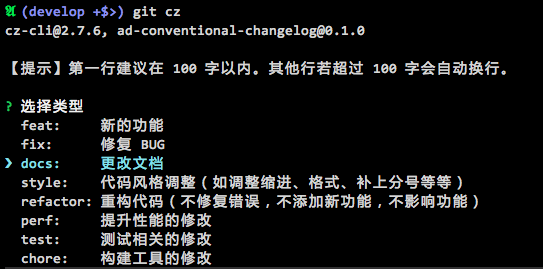 (develop +$>) git cz
cz-cli@2.7.6, ad-conventional-changelog@0.1.0
【提示】第一行建议在 100 字以内。其他行若超过 100 字会自动换行。
? 选择类型
feat: 新的功能
fix: 修复 BUG
❯ docs: 更改文档
style: 代码风格调整（如调整缩进、格式、补上分号等等）
refactor: 重构代码（不修复错误，不添加新功能，不影响功能）
perf: 提升性能的修改
test: 测试相关的修改
chore: 构建工具的修改